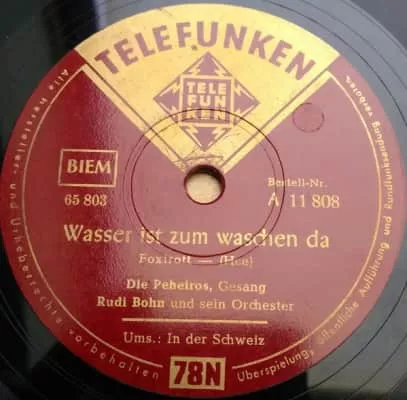 TELEFUNKEN
TELE
FUN
KEN
BIEM
65 803
Bestell-Nr.
A 11 808
Wasser ist zum waschen da
Foxtrott — (Hee)
Die Peheiros, Gesang
Rudi Bohn und sein Orchester
Ums.: In der Schweiz
78N
Alle Hersteller- und Urheberrechte vorbehalten
Überspielung, öffentliche Aufführung und Rundfunksendung verboten.